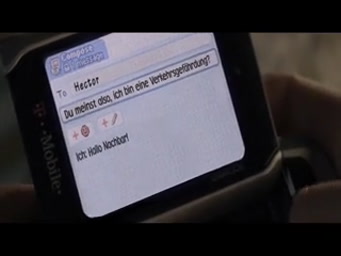 Compose
To Hector
Du meinst also, ich bin eine Verkehrsgefährdung?
Ich: Hallo Nachbar!
T-Mobile